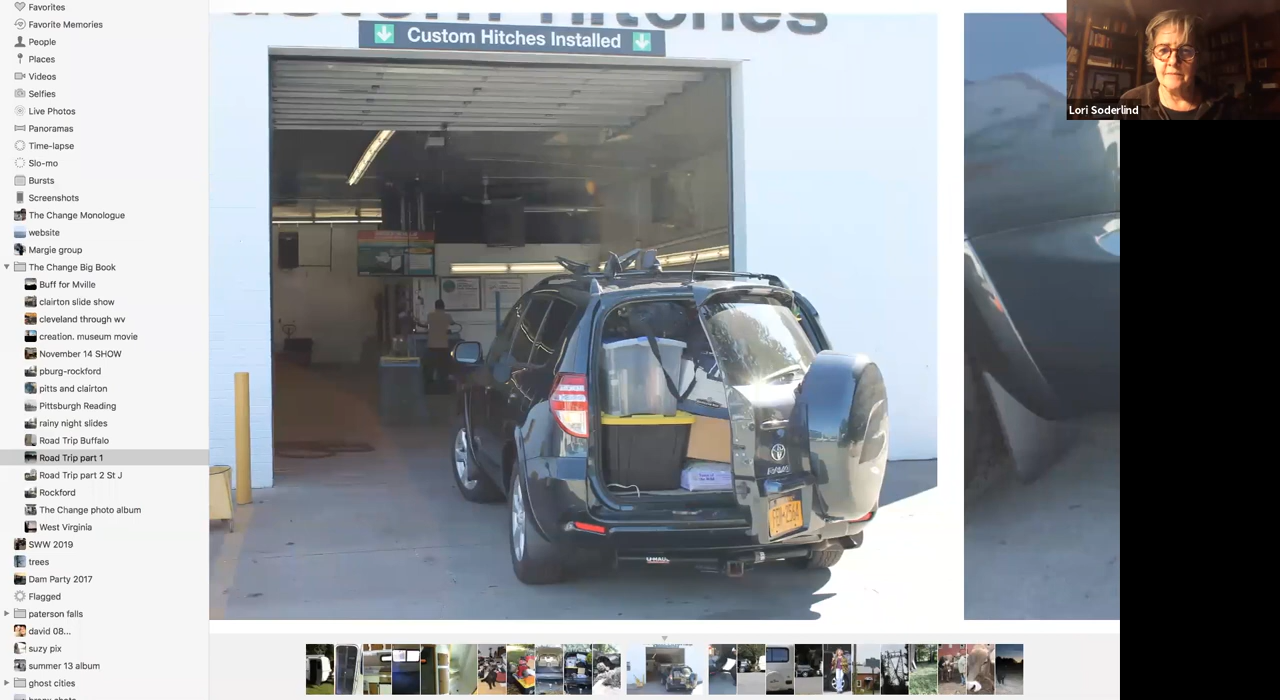 Favorites
Favorite Memories
People
Places
Videos
Selfies
Live Photos
Panoramas
Time-lapse
Slo-mo
Bursts
Screenshots
The Change Monologue
website
Margie group
The Change Big Book
Buff for Mville
clairton slide show
cleveland through wv
creation. museum movie
November 14 SHOW
pburg-rockford
pitts and clairton
Pittsburgh Reading
rainy night slides
Road Trip Buffalo
Road Trip part 1
Road Trip part 2 St J
Rockford
The Change photo album
West Virginia
SWW 2019
trees
Dam Party 2017
Flagged
paterson falls
david 08...
suzy pix
summer 13 album
ghost cities
Custom Hitches
Custom Hitches Installed
U-HAUL
Lori Soderlind